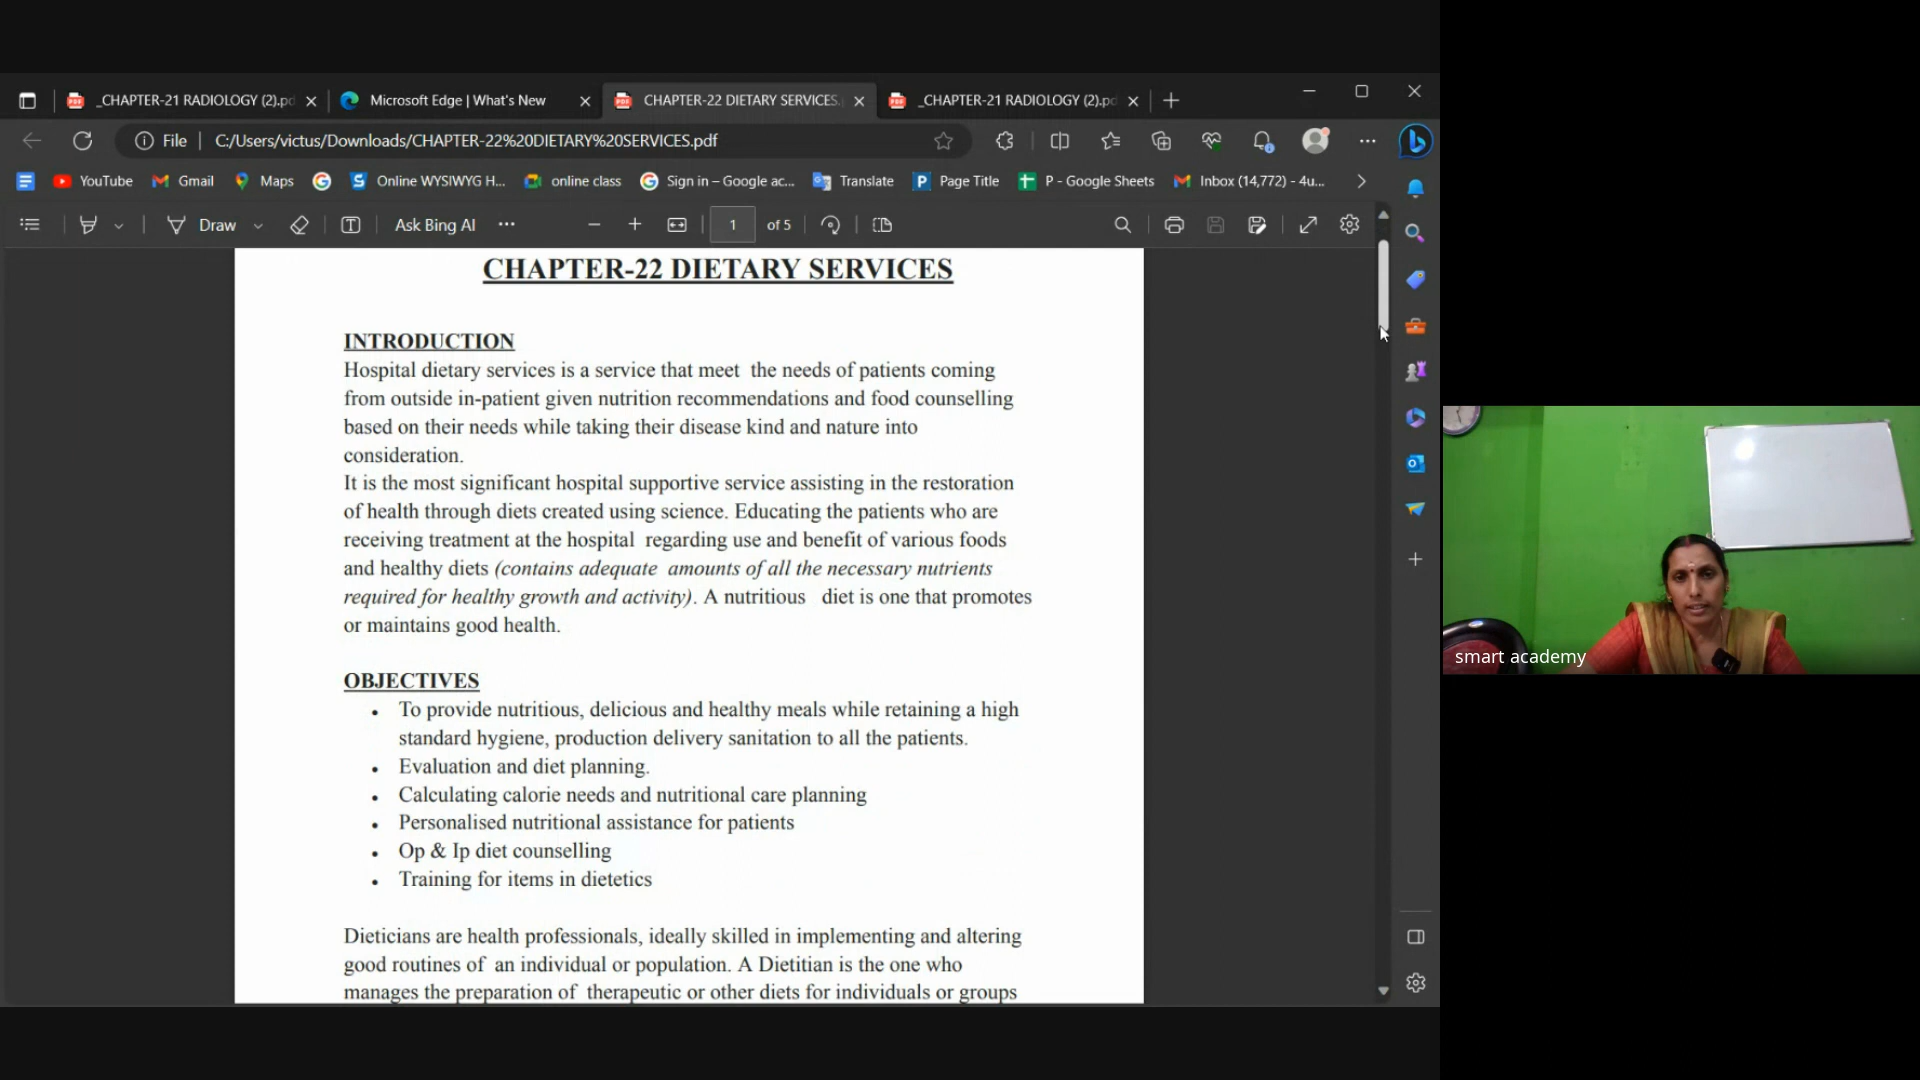 _CHAPTER-21 RADIOLOGY (2).pd
Microsoft Edge | What's New
CHAPTER-22 DIETARY SERVICES.
_CHAPTER-21 RADIOLOGY (2).pd
File
C:/Users/victus/Downloads/CHAPTER-22%20DIETARY%20SERVICES.pdf
YouTube
Gmail
Maps
Online WYSIWYG H...
online class
Sign in – Google ac...
Translate
Page Title
P - Google Sheets
Inbox (14,772) - 4u...
Draw
Ask Bing AI
1
of 5
CHAPTER-22 DIETARY SERVICES
INTRODUCTION
Hospital dietary services is a service that meet the needs of patients coming
from outside in-patient given nutrition recommendations and food counselling
based on their needs while taking their disease kind and nature into
consideration.
It is the most significant hospital supportive service assisting in the restoration
of health through diets created using science. Educating the patients who are
receiving treatment at the hospital regarding use and benefit of various foods
and healthy diets (contains adequate amounts of all the necessary nutrients
required for healthy growth and activity). A nutritious diet is one that promotes
or maintains good health.
OBJECTIVES
• To provide nutritious, delicious and healthy meals while retaining a high
standard hygiene, production delivery sanitation to all the patients.
• Evaluation and diet planning.
• Calculating calorie needs and nutritional care planning
• Personalised nutritional assistance for patients
• Op & Ip diet counselling
• Training for items in dietetics
Dieticians are health professionals, ideally skilled in implementing and altering
good routines of an individual or population. A Dietitian is the one who
manages the preparation of therapeutic or other diets for individuals or groups
smart academy